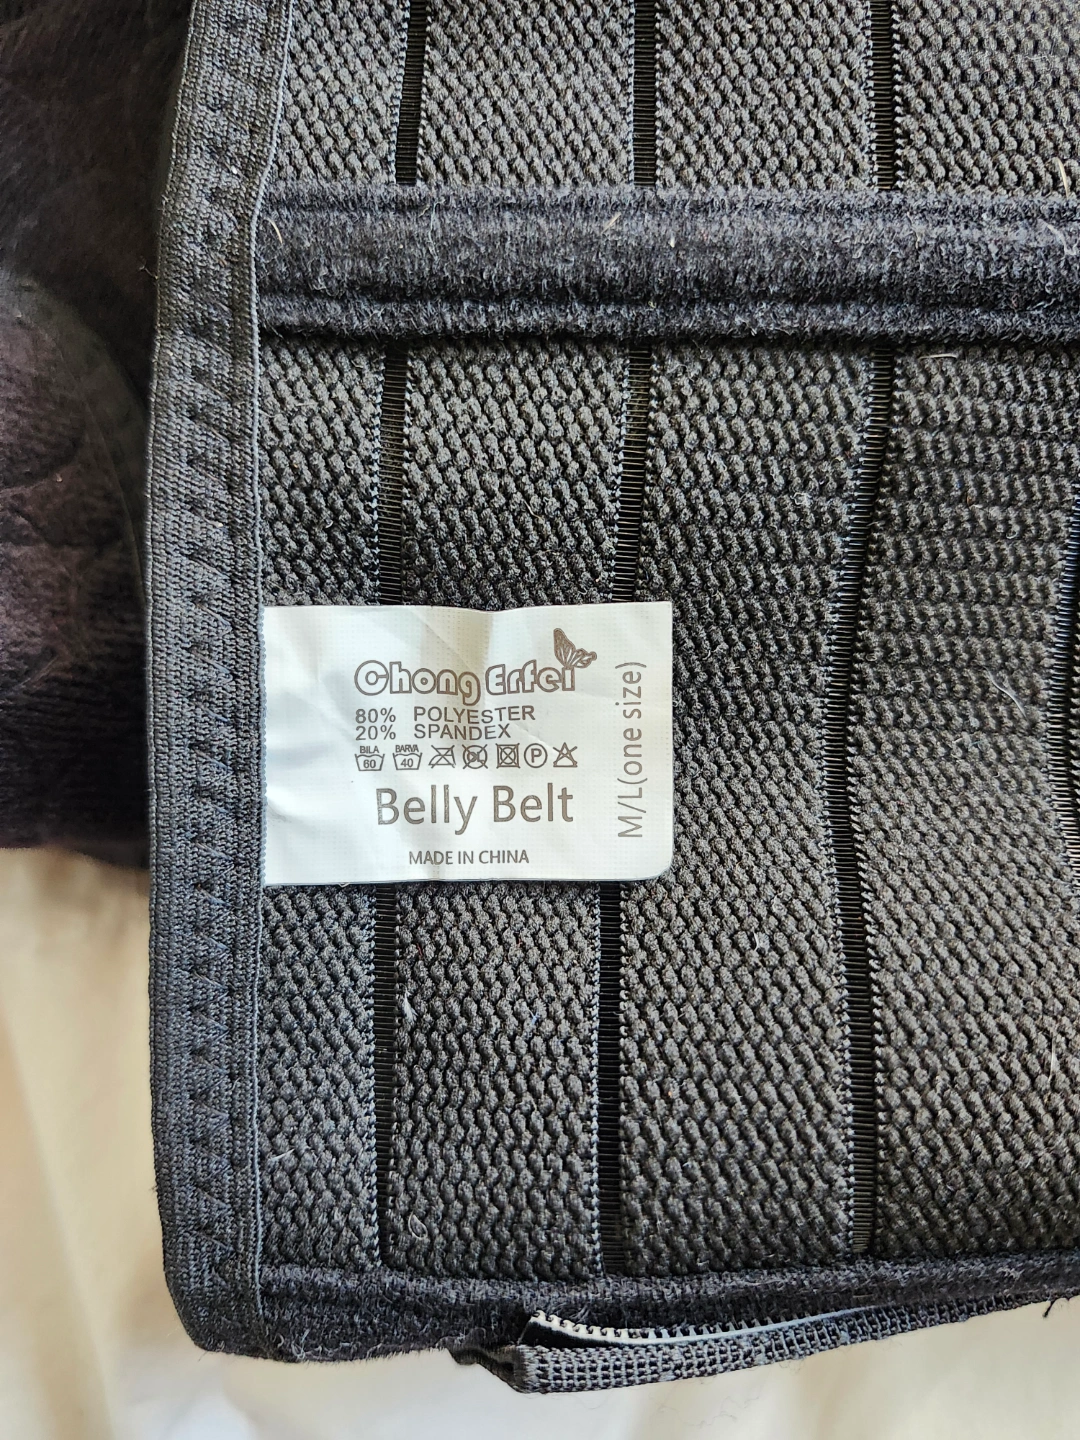 Chong Erfei
80% POLYESTER
20% SPANDEX
BILA 60 BARVA 40 P
Belly Belt
MADE IN CHINA
M/L(one size)